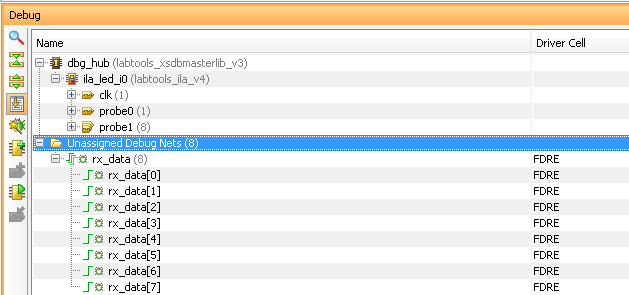 Debug
Name Driver Cell
dbg_hub (labtools_xsdbmasterlib_v3)
ila_led_i0 (labtools_ila_v4)
clk (1)
probe0 (1)
probe1 (8)
Unassigned Debug Nets (8)
rx_data (8) FDRE
rx_data[0] FDRE
rx_data[1] FDRE
rx_data[2] FDRE
rx_data[3] FDRE
rx_data[4] FDRE
rx_data[5] FDRE
rx_data[6] FDRE
rx_data[7] FDRE